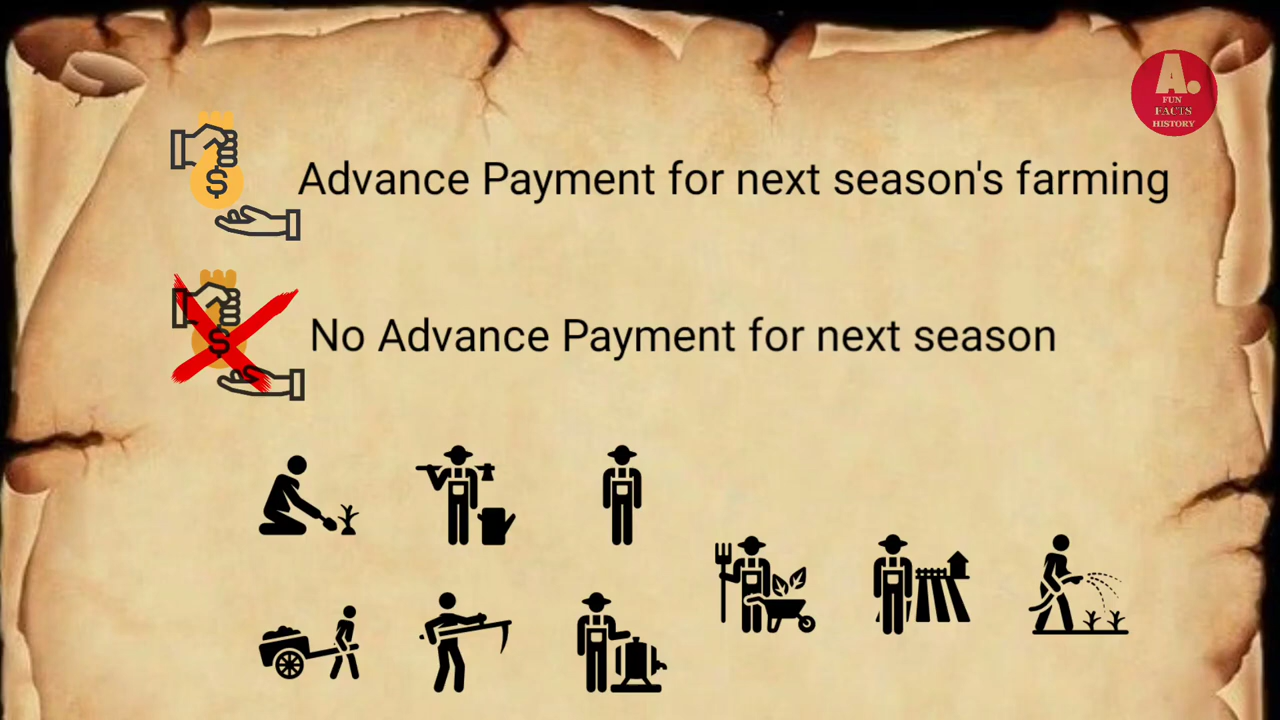 A.
FUN
FACTS
HISTORY
$
Advance Payment for next season's farming
$
No Advance Payment for next season